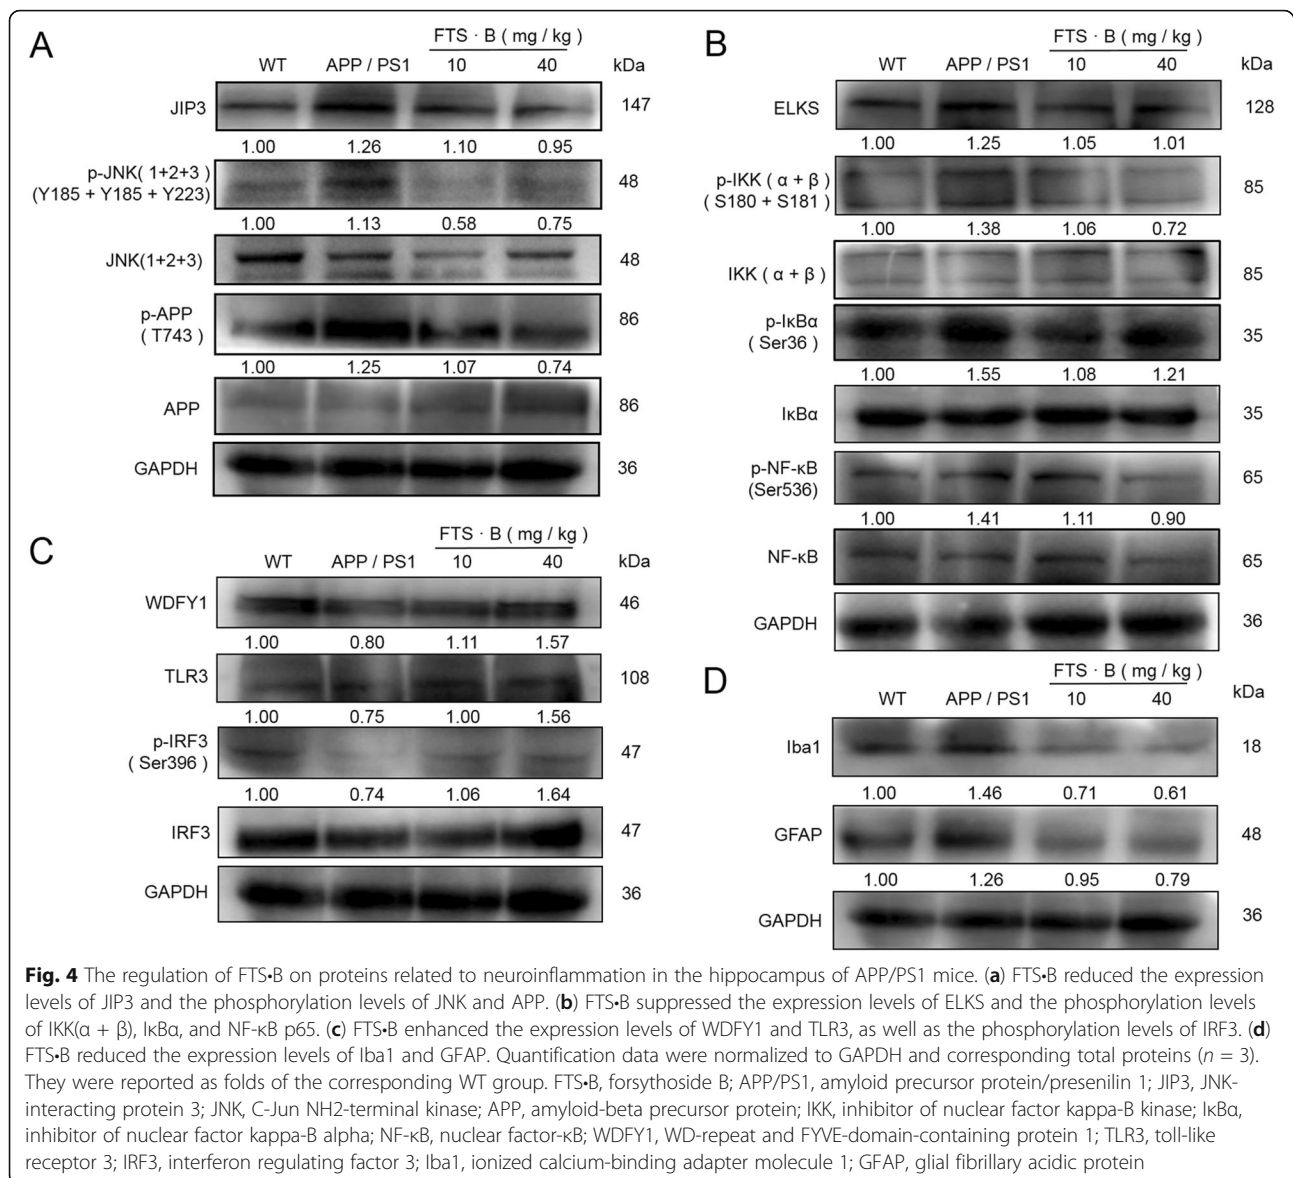 A
FTS · B ( mg / kg )
WT APP / PS1 10 40 kDa
JIP3 147
1.00 1.26 1.10 0.95
p-JNK( 1+2+3 )
(Y185 + Y185 + Y223) 48
1.00 1.13 0.58 0.75
JNK(1+2+3) 48
p-APP
( T743 ) 86
1.00 1.25 1.07 0.74
APP 86
GAPDH 36
B
FTS · B ( mg / kg )
WT APP / PS1 10 40 kDa
ELKS 128
1.00 1.25 1.05 1.01
p-IKK ( α + β )
( S180 + S181 ) 85
1.00 1.38 1.06 0.72
IKK ( α + β ) 85
p-IκBα
( Ser36 ) 35
1.00 1.55 1.08 1.21
IκBα 35
p-NF-κB
(Ser536) 65
1.00 1.41 1.11 0.90
NF-κB 65
GAPDH 36
C
FTS · B ( mg / kg )
WT APP / PS1 10 40 kDa
WDFY1 46
1.00 0.80 1.11 1.57
TLR3 108
1.00 0.75 1.00 1.56
p-IRF3
( Ser396 ) 47
1.00 0.74 1.06 1.64
IRF3 47
GAPDH 36
D
FTS · B ( mg / kg )
WT APP / PS1 10 40 kDa
Iba1 18
1.00 1.46 0.71 0.61
GFAP 48
1.00 1.26 0.95 0.79
GAPDH 36
Fig. 4 The regulation of FTS•B on proteins related to neuroinflammation in the hippocampus of APP/PS1 mice. (a) FTS•B reduced the expression
levels of JIP3 and the phosphorylation levels of JNK and APP. (b) FTS•B suppressed the expression levels of ELKS and the phosphorylation levels
of IKK(α + β), IκBα, and NF-κB p65. (c) FTS•B enhanced the expression levels of WDFY1 and TLR3, as well as the phosphorylation levels of IRF3. (d)
FTS•B reduced the expression levels of Iba1 and GFAP. Quantification data were normalized to GAPDH and corresponding total proteins (n = 3).
They were reported as folds of the corresponding WT group. FTS•B, forsythoside B; APP/PS1, amyloid precursor protein/presenilin 1; JIP3, JNK-
interacting protein 3; JNK, C-Jun NH2-terminal kinase; APP, amyloid-beta precursor protein; IKK, inhibitor of nuclear factor kappa-B kinase; IκBα,
inhibitor of nuclear factor kappa-B alpha; NF-κB, nuclear factor-κB; WDFY1, WD-repeat and FYVE-domain-containing protein 1; TLR3, toll-like
receptor 3; IRF3, interferon regulating factor 3; Iba1, ionized calcium-binding adapter molecule 1; GFAP, glial fibrillary acidic protein